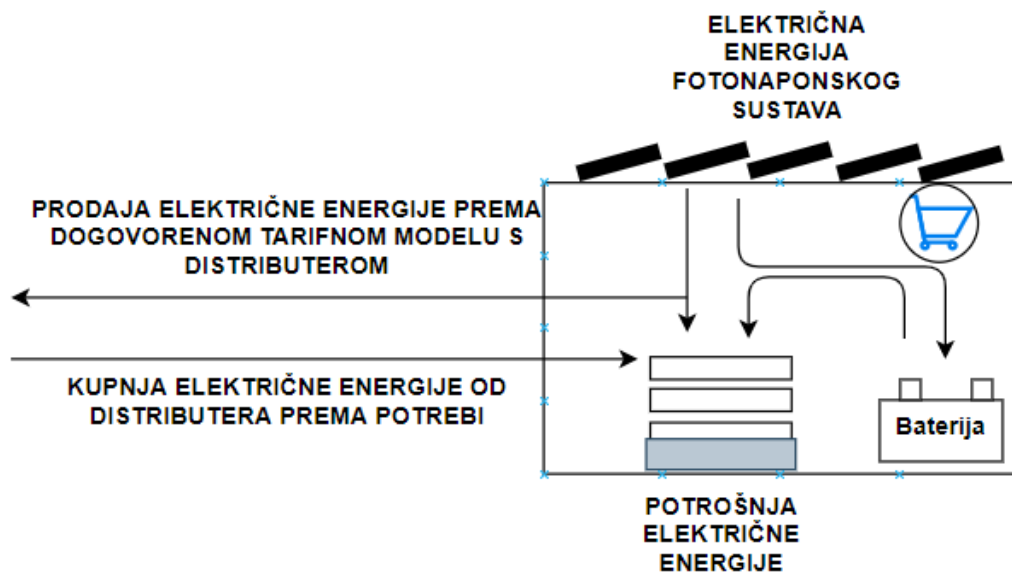 ELEKTRIČNA
ENERGIJA
FOTONAPONSKOG
SUSTAVA
PRODAJA ELEKTRIČNE ENERGIJE PREMA
DOGOVORENOM TARIFNOM MODELU S
DISTRIBUTEROM
KUPNJA ELEKTRIČNE ENERGIJE OD
DISTRIBUTERA PREMA POTREBI
Baterija
POTROŠNJA
ELEKTRIČNE
ENERGIJE